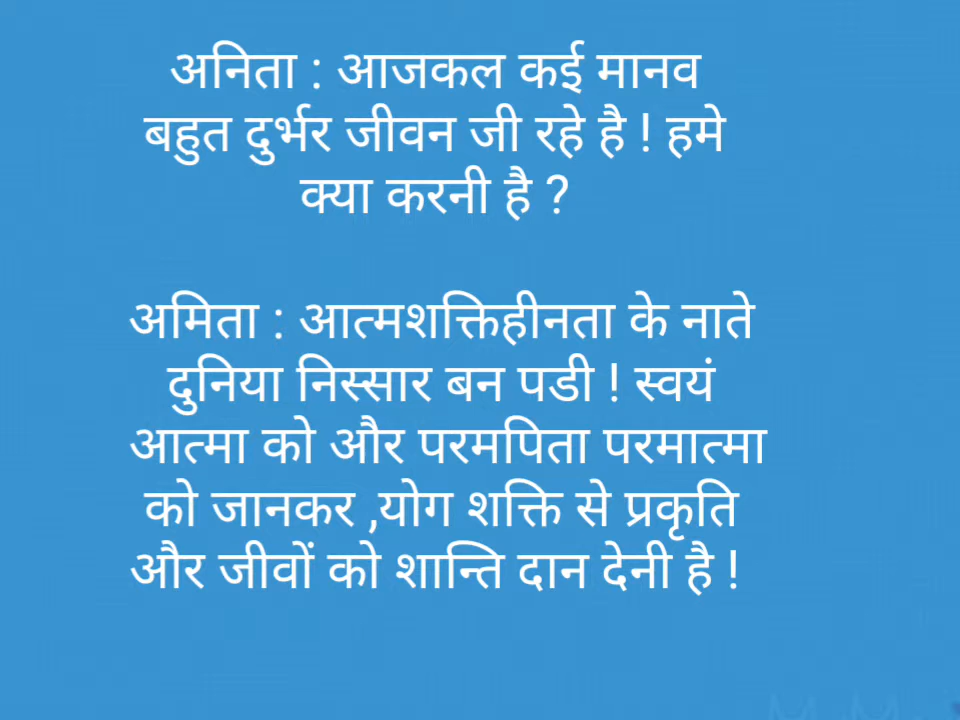 अनिता : आजकल कई मानव
बहुत दुर्भर जीवन जी रहे है ! हमे
क्या करनी है ?
अमिता : आत्मशक्तिहीनता के नाते
दुनिया निस्सार बन पडी ! स्वयं
आत्मा को और परमपिता परमात्मा
को जानकर ,योग शक्ति से प्रकृति
और जीवों को शान्ति दान देनी है !